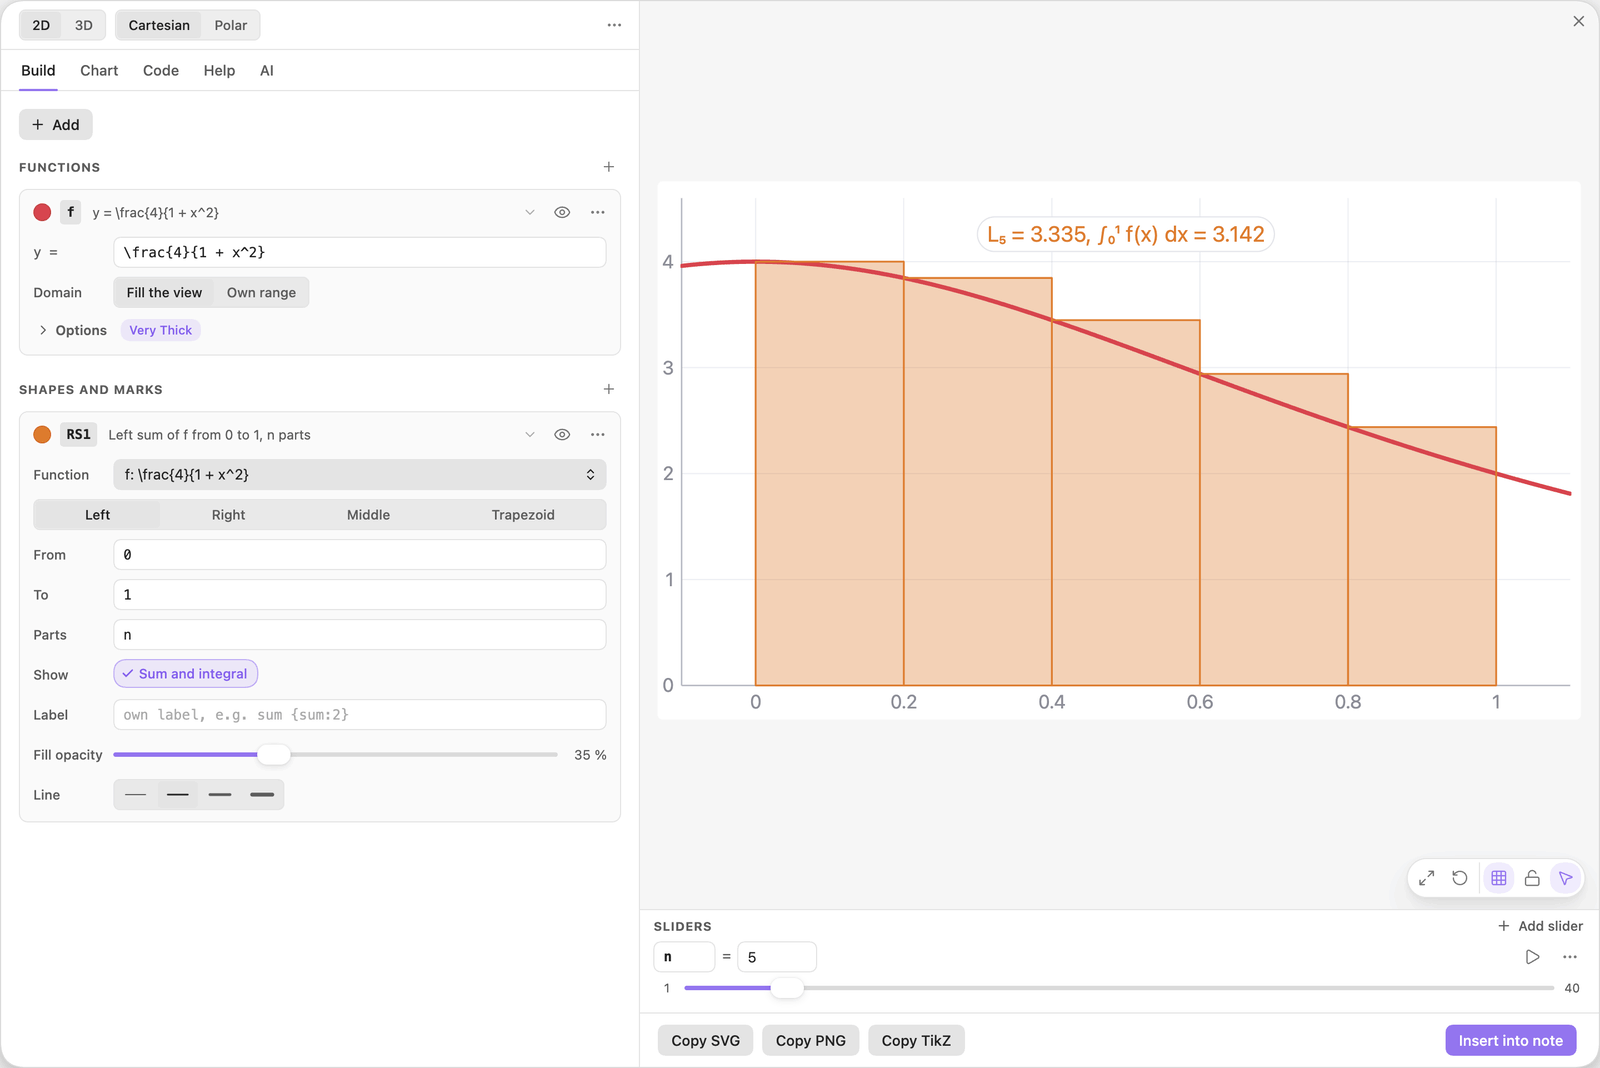 2D 3D Cartesian Polar ···
Build Chart Code Help AI
+ Add
FUNCTIONS +
f y = \frac{4}{1 + x^2}
y = \frac{4}{1 + x^2}
Domain Fill the view Own range
Options Very Thick
SHAPES AND MARKS +
RS1 Left sum of f from 0 to 1, n parts
Function f: \frac{4}{1 + x^2}
Left Right Middle Trapezoid
From 0
To 1
Parts n
Show Sum and integral
Label own label, e.g. sum {sum:2}
Fill opacity 35 %
Line
L₅ = 3.335, ∫₀¹ f(x) dx = 3.142
4
3
2
1
0
0 0.2 0.4 0.6 0.8 1
SLIDERS + Add slider
n = 5
1 40
Copy SVG Copy PNG Copy TikZ Insert into note